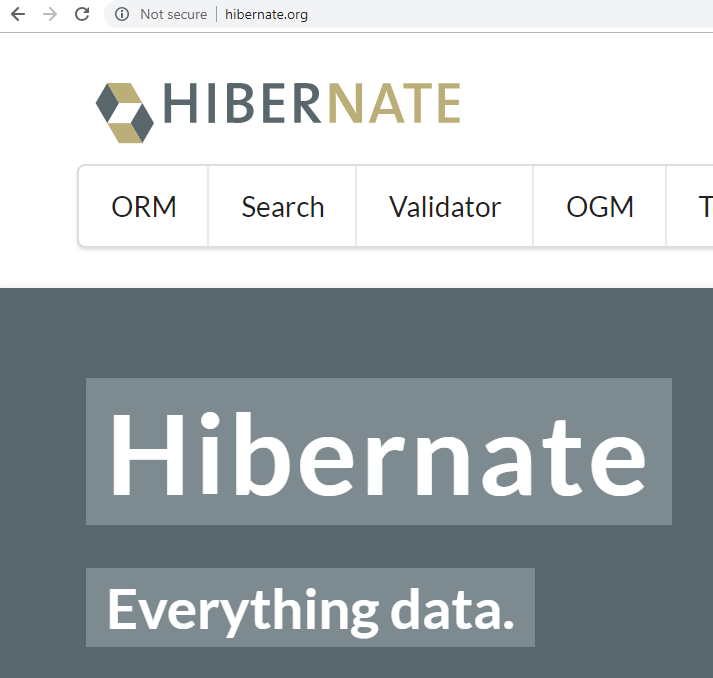 Not secure | hibernate.org
HIBERNATE
ORM Search Validator OGM T
Hibernate
Everything data.